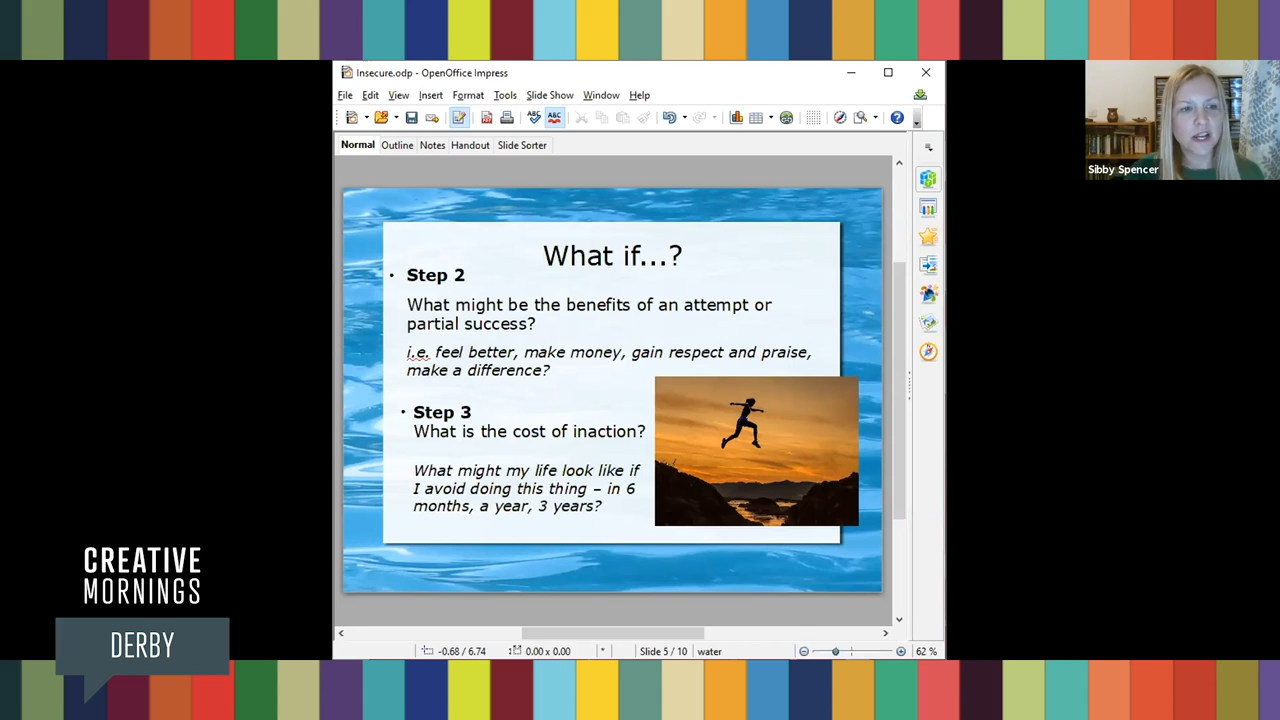 Insecure.odp - OpenOffice Impress
File Edit View Insert Format Tools Slide Show Window Help
ABC ABC
Normal Outline Notes Handout Slide Sorter
Sibby Spencer
What if...?
• Step 2
What might be the benefits of an attempt or
partial success?
i.e. feel better, make money, gain respect and praise,
make a difference?
• Step 3
What is the cost of inaction?
What might my life look like if
I avoid doing this thing – in 6
months, a year, 3 years?
CREATIVE
MORNINGS
DERBY
-0.68 / 6.74 0.00 x 0.00 * Slide 5 / 10 water 62 %